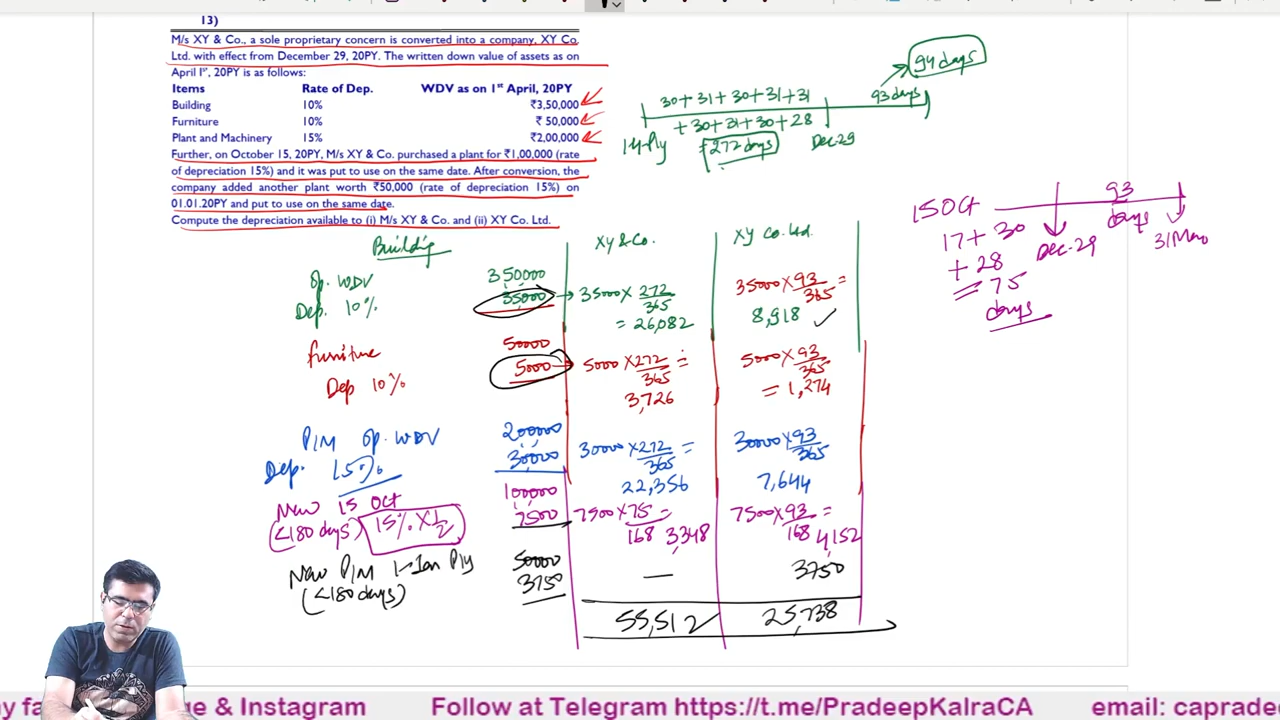 13)
M/s XY & Co., a sole proprietary concern is converted into a company, XY Co.
Ltd. with effect from December 29, 20PY. The written down value of assets as on
April 1st, 20PY is as follows:
Items Rate of Dep. WDV as on 1st April, 20PY
Building 10% ₹3,50,000
Furniture 10% ₹ 50,000
Plant and Machinery 15% ₹2,00,000
Further, on October 15, 20PY, M/s XY & Co. purchased a plant for ₹1,00,000 (rate
of depreciation 15%) and it was put to use on the same date. After conversion, the
company added another plant worth ₹50,000 (rate of depreciation 15%) on
01.01.20PY and put to use on the same date.
Compute the depreciation available to (i) M/s XY & Co. and (ii) XY Co. Ltd.
94 days
30+31+30+31+31 93 days
+30+31+30+28
=272 days
Dec-29
15 Oct 93 days
17+30 Dec-29 31 Mar
+28
=75
days
Building XY & Co. XY Co. Ltd.
Op. WDV 350000
Dep. 10% 35,000 → 35000 × 272/365 35000 × 93/365 =
= 26,082 8,918 ✓
Furniture 50000
Dep 10% 5000 → 5000 × 272/365 = 5000 × 93/365
3,726 = 1,274
P/M Op. WDV 200000
Dep. 15% 30,000 30000 × 272/365 = 30000 × 93/365
22,356 7,644
New 15 Oct 100000
(<180 days) 15% × 1/2 7500 7500 × 75/168 = 3348 7500 × 93/168 = 4,152
New P/M 1-Jan Ply 50000 — 3750
(<180 days) 3750
55,512 25,738
Follow at Telegram https://t.me/PradeepKalraCA
& Instagram
email: caprade